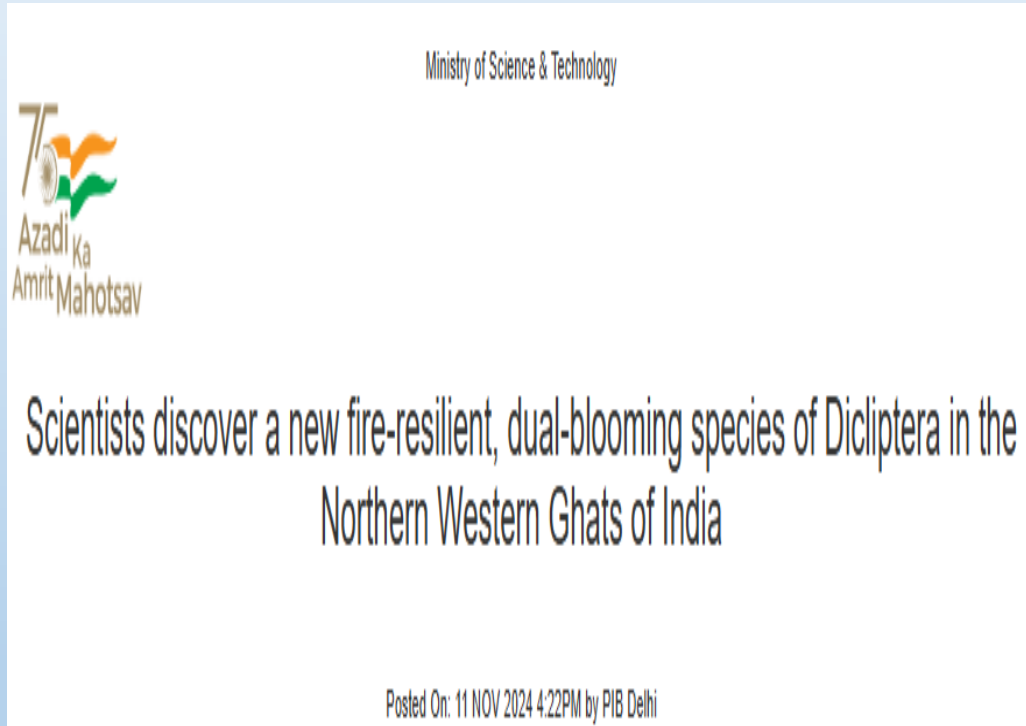 Ministry of Science & Technology
75
Azadi Ka
Amrit Mahotsav
Scientists discover a new fire-resilient, dual-blooming species of Dicliptera in the
Northern Western Ghats of India
Posted On: 11 NOV 2024 4:22PM by PIB Delhi